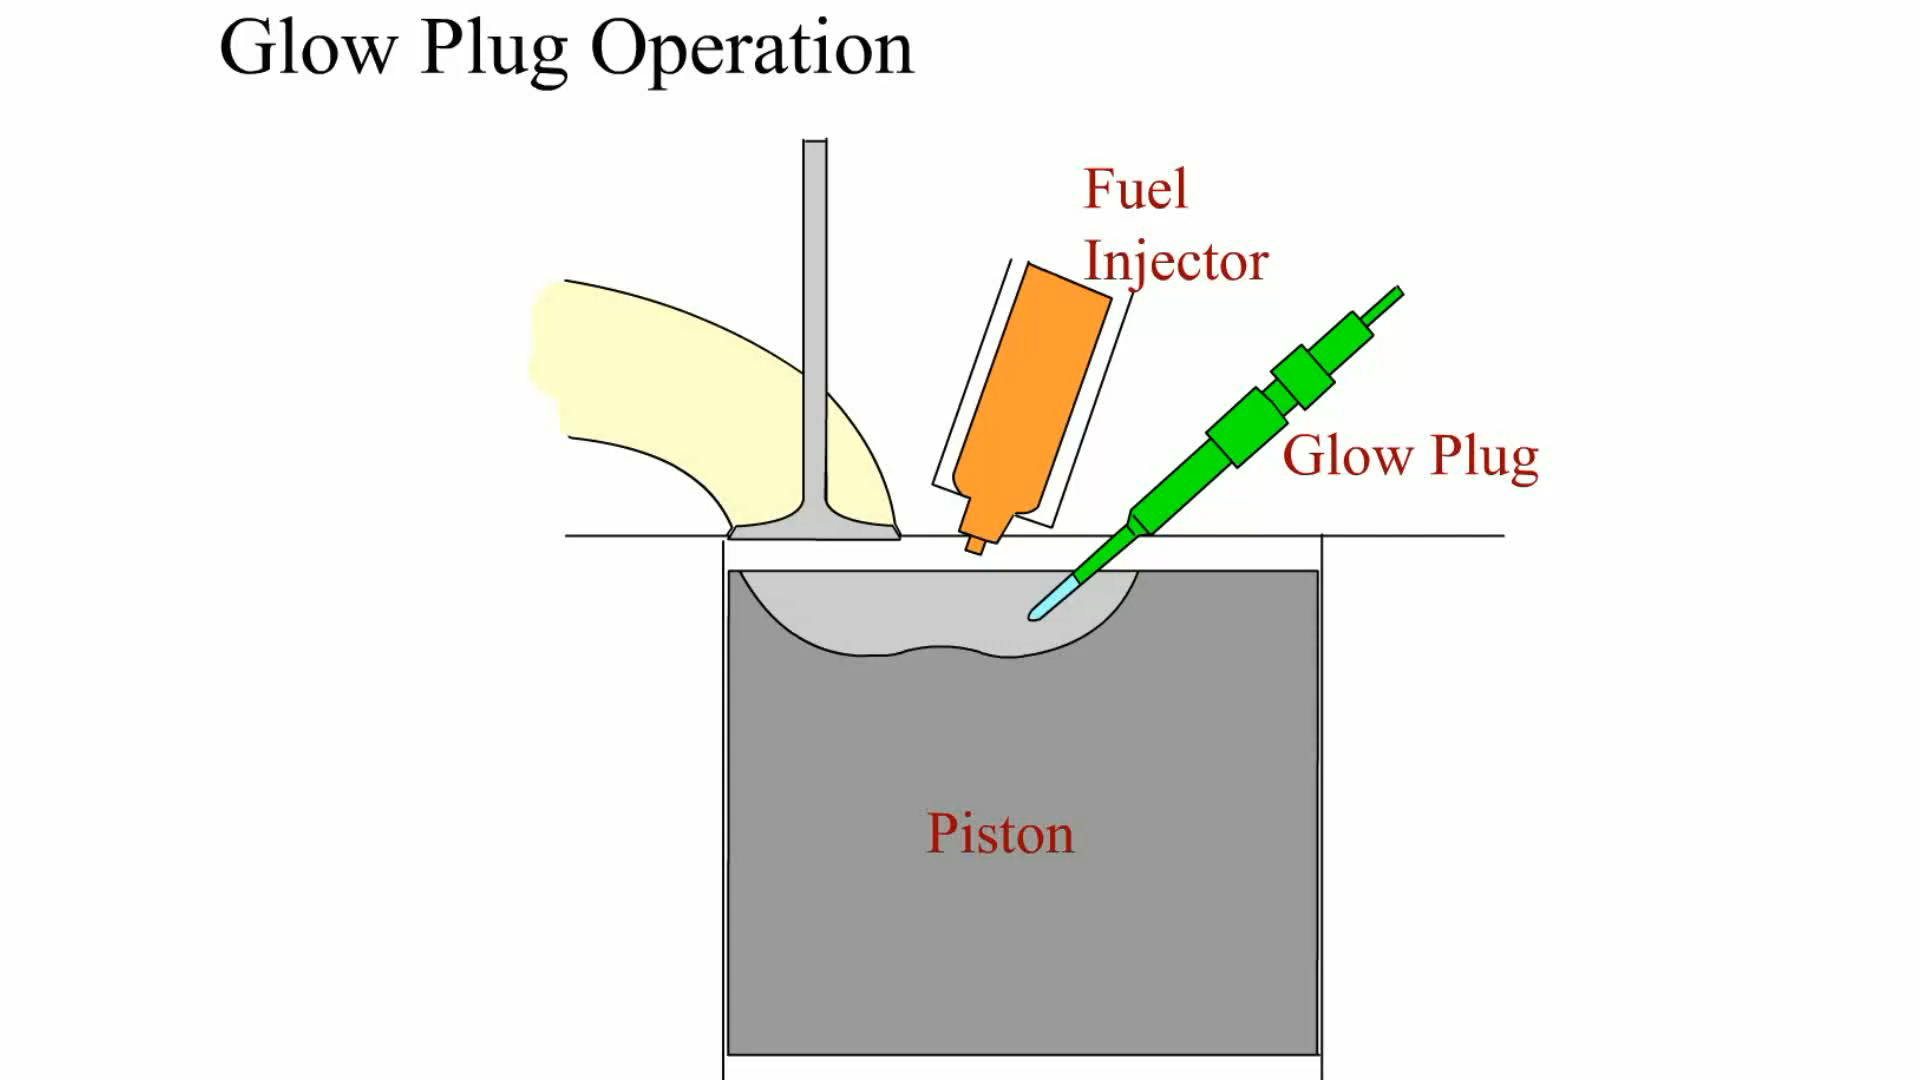 Glow Plug Operation
Fuel
Injector
Glow Plug
Piston